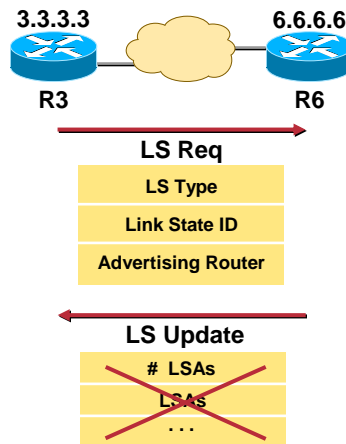 3.3.3.3 6.6.6.6
R3 R6
LS Req
LS Type
Link State ID
Advertising Router
LS Update
# LSAs
LSAs
. . .